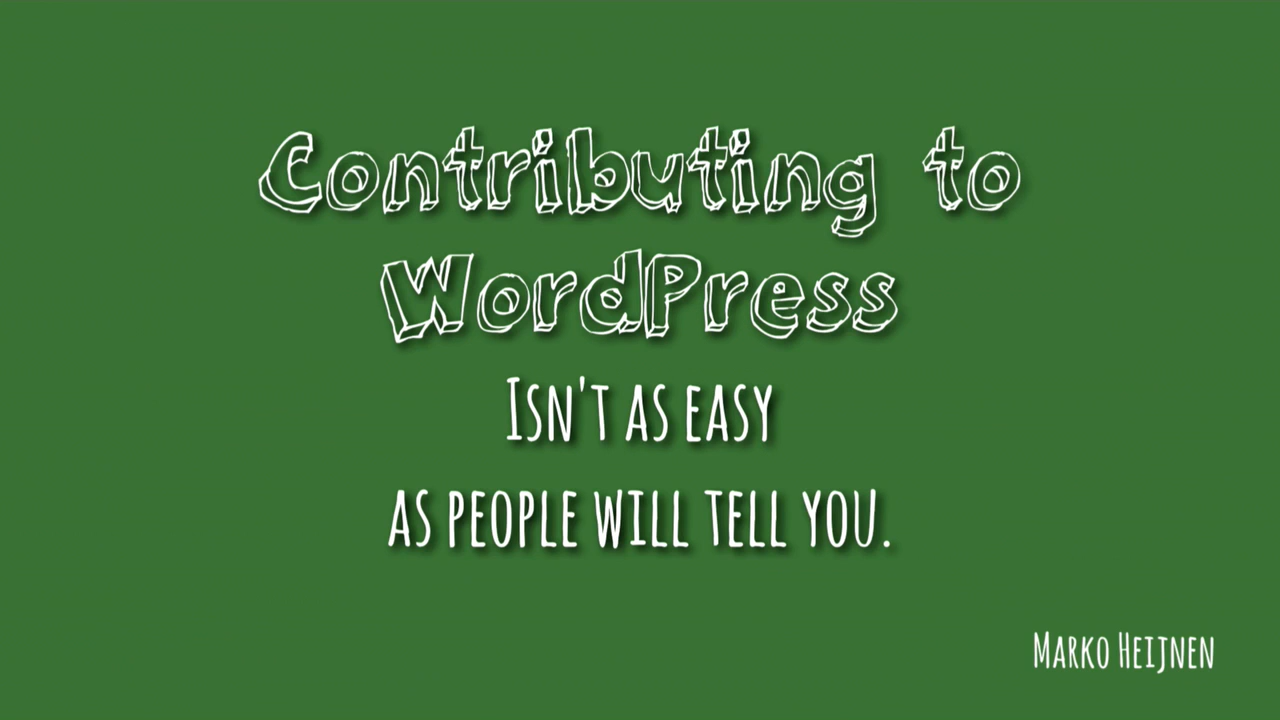 Contributing to
WordPress
Isn't as easy
as people will tell you.
Marko Heijnen